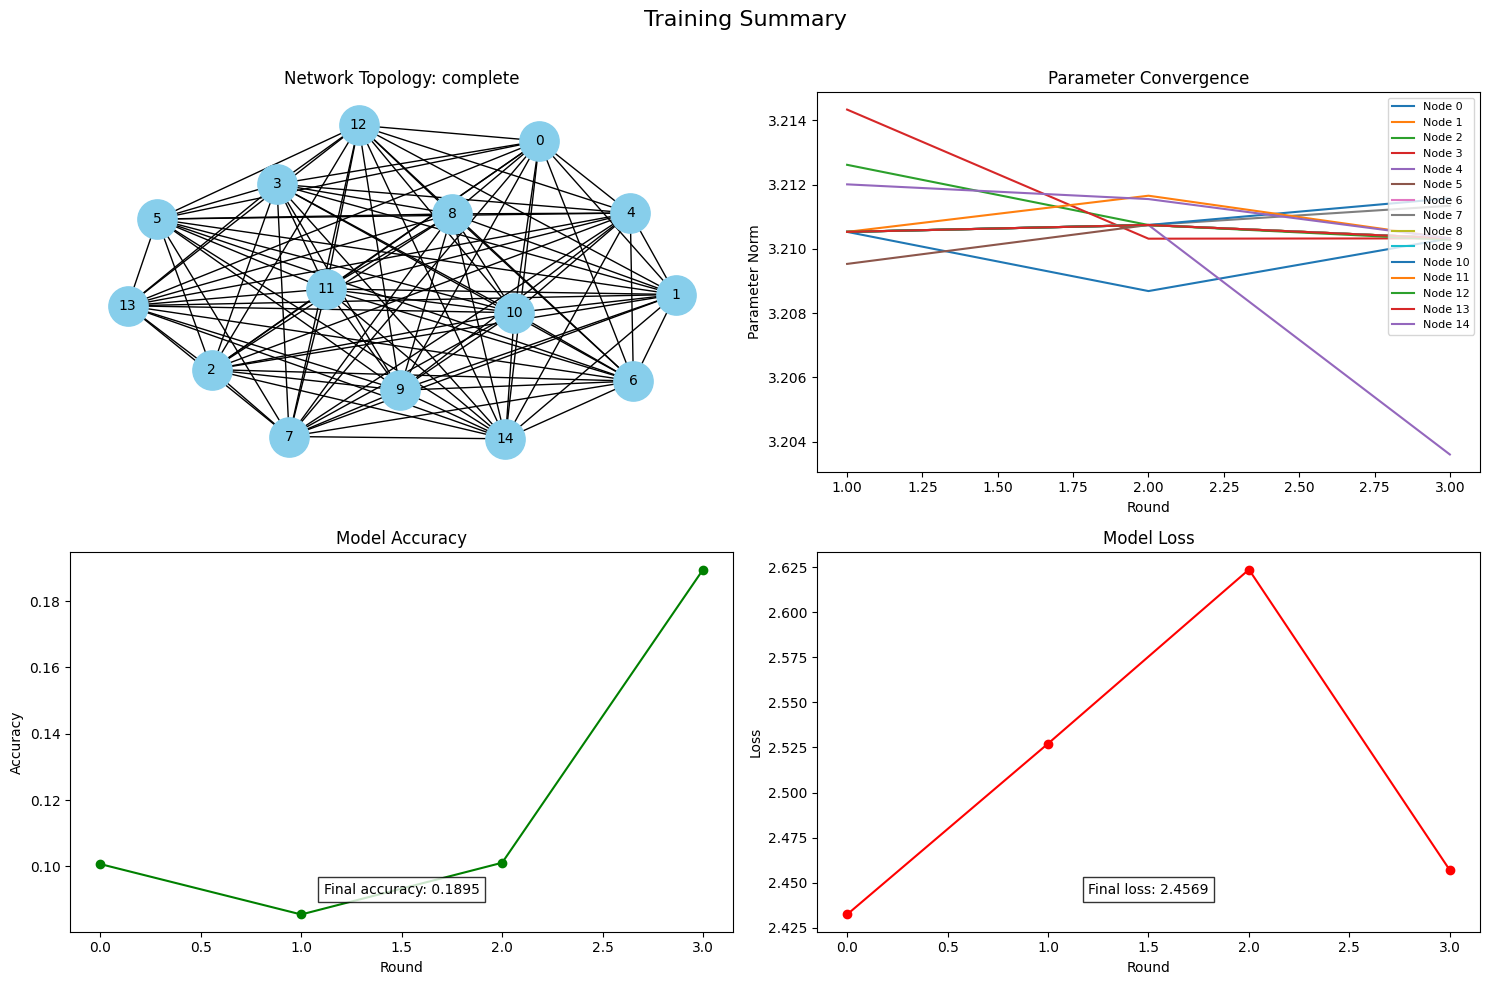 Training Summary
Network Topology: complete
12
0
3
4
8
5
11
1
13
10
2
6
9
7
14
Parameter Convergence
Parameter Norm
3.214
3.212
3.210
3.208
3.206
3.204
Node 0
Node 1
Node 2
Node 3
Node 4
Node 5
Node 6
Node 7
Node 8
Node 9
Node 10
Node 11
Node 12
Node 13
Node 14
1.00 1.25 1.50 1.75 2.00 2.25 2.50 2.75 3.00
Round
Model Accuracy
Accuracy
0.18
0.16
0.14
0.12
0.10
Final accuracy: 0.1895
0.0 0.5 1.0 1.5 2.0 2.5 3.0
Round
Model Loss
Loss
2.625
2.600
2.575
2.550
2.525
2.500
2.475
2.450
2.425
Final loss: 2.4569
0.0 0.5 1.0 1.5 2.0 2.5 3.0
Round